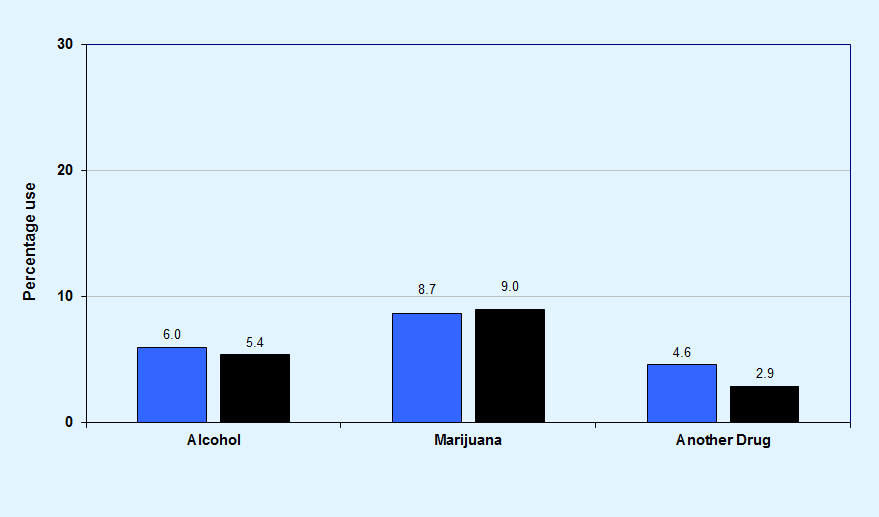 30
20
10
0
Percentage use
6.0
5.4
8.7
9.0
4.6
2.9
Alcohol
Marijuana
Another Drug